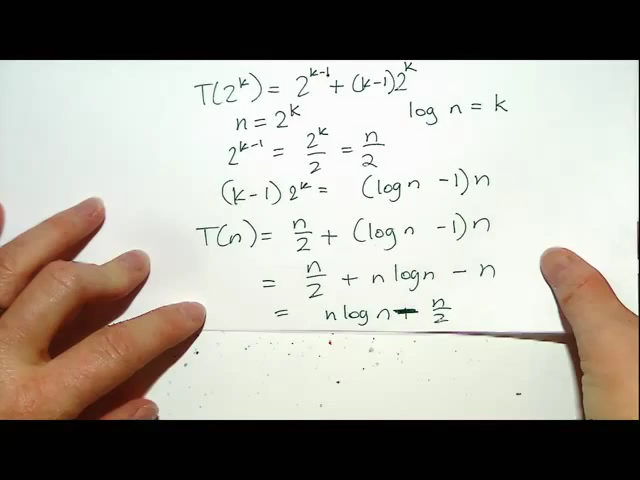 T(2^k) = 2^{k-1} + (k-1)2^k
n = 2^k log n = k
2^{k-1} = 2^k/2 = n/2
(k-1) 2^k = (log n - 1) n
T(n) = n/2 + (log n - 1) n
= n/2 + n log n - n
= n log n - n/2